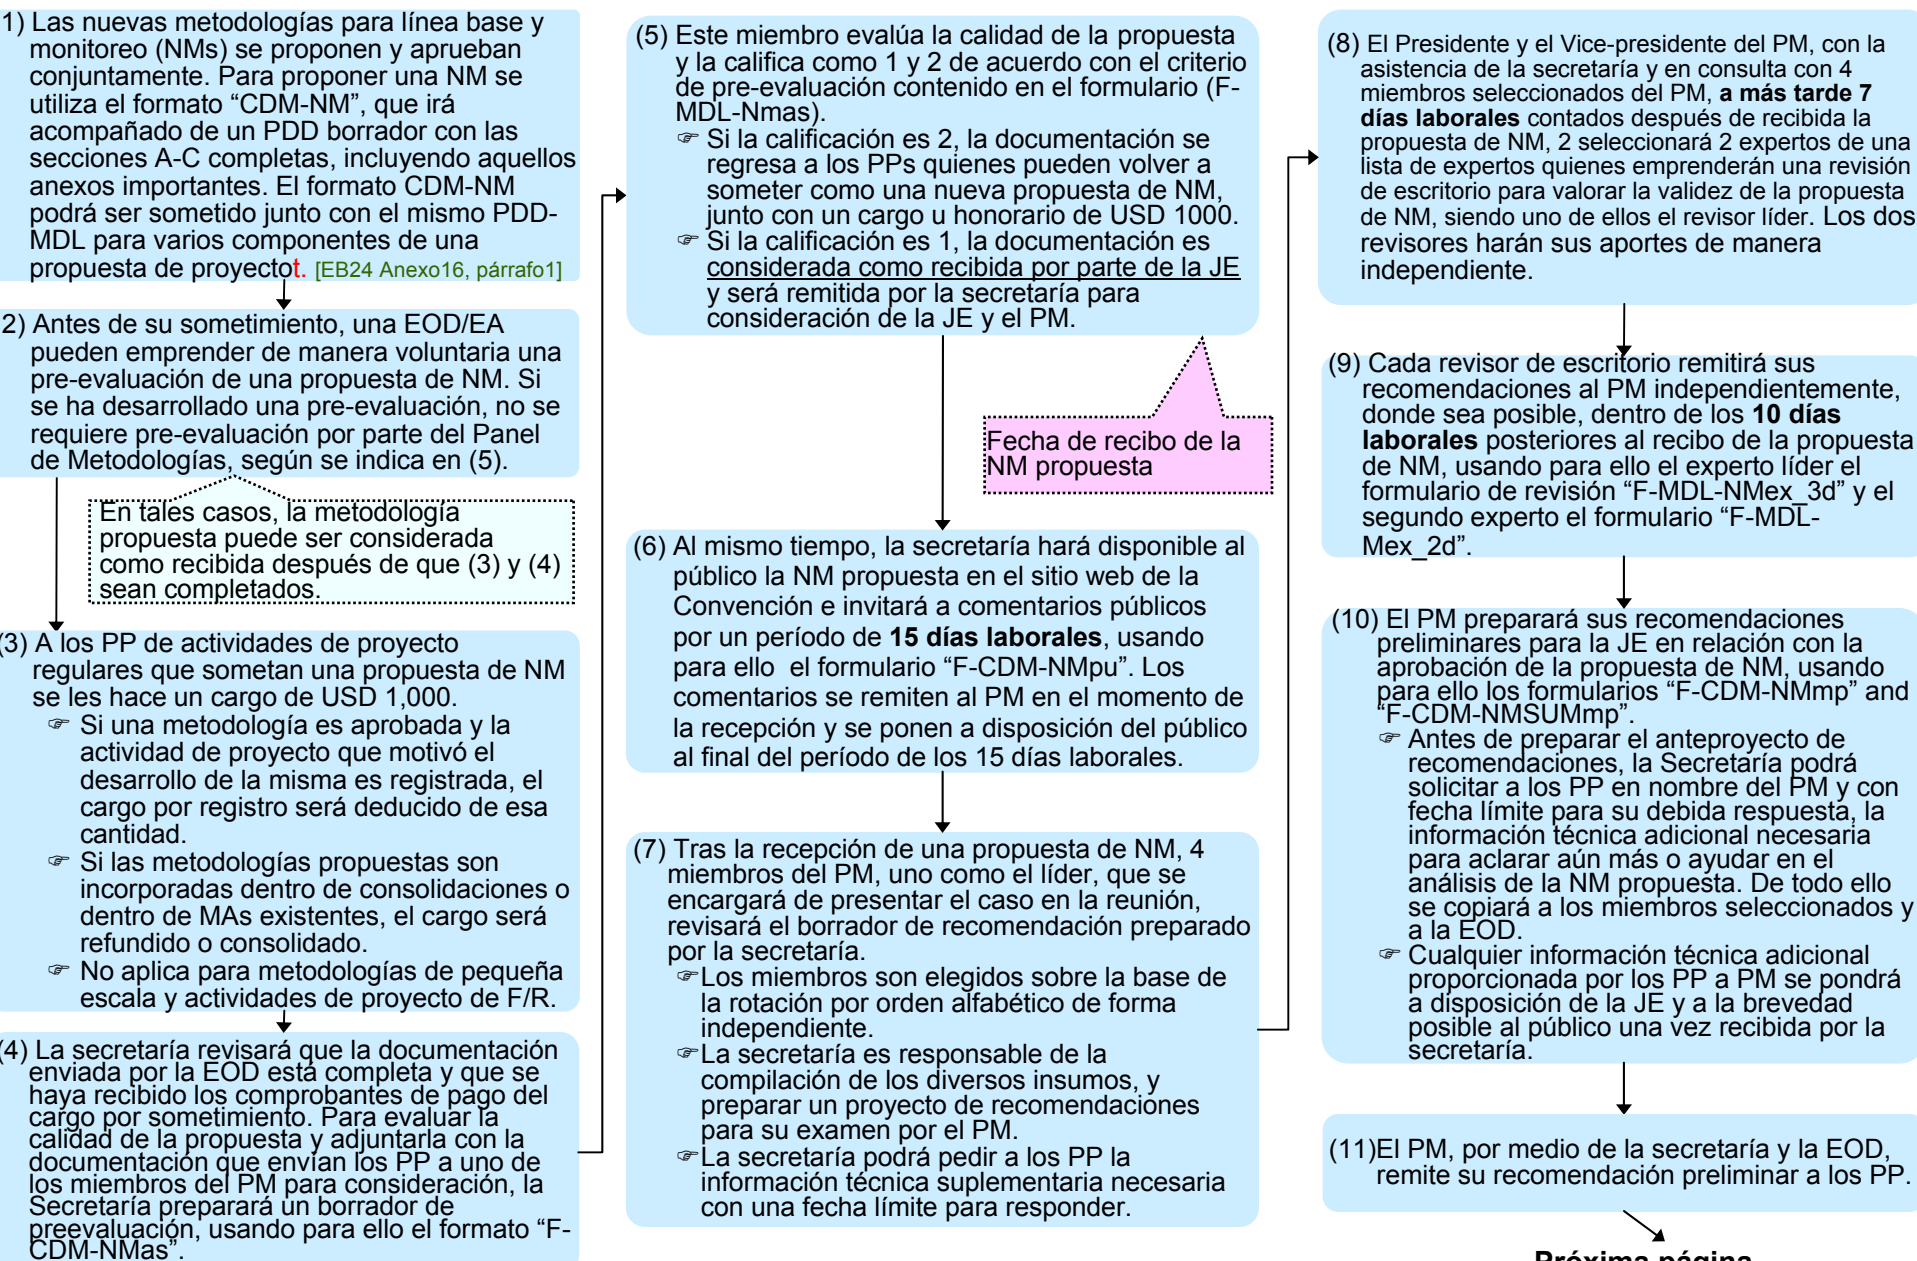 1) Las nuevas metodologías para línea base y
monitoreo (NMs) se proponen y aprueban
conjuntamente. Para proponer una NM se
utiliza el formato “CDM-NM”, que irá
acompañado de un PDD borrador con las
secciones A-C completas, incluyendo aquellos
anexos importantes. El formato CDM-NM
podrá ser sometido junto con el mismo PDD-
MDL para varios componentes de una
propuesta de proyectot. [EB24 Anexo16, párrafo1]
2) Antes de su sometimiento, una EOD/EA
pueden emprender de manera voluntaria una
pre-evaluación de una propuesta de NM. Si
se ha desarrollado una pre-evaluación, no se
requiere pre-evaluación por parte del Panel
de Metodologías, según se indica en (5).
En tales casos, la metodología
propuesta puede ser considerada
como recibida después de que (3) y (4)
sean completados.
(3) A los PP de actividades de proyecto
regulares que sometan una propuesta de NM
se les hace un cargo de USD 1,000.
☞ Si una metodología es aprobada y la
actividad de proyecto que motivó el
desarrollo de la misma es registrada, el
cargo por registro será deducido de esa
cantidad.
☞ Si las metodologías propuestas son
incorporadas dentro de consolidaciones o
dentro de MAs existentes, el cargo será
refundido o consolidado.
☞ No aplica para metodologías de pequeña
escala y actividades de proyecto de F/R.
(4) La secretaría revisará que la documentación
enviada por la EOD está completa y que se
haya recibido los comprobantes de pago del
cargo por sometimiento. Para evaluar la
calidad de la propuesta y adjuntarla con la
documentación que envían los PP a uno de
los miembros del PM para consideración, la
Secretaría preparará un borrador de
preevaluación, usando para ello el formato “F-
CDM-NMas”.
(5) Este miembro evalúa la calidad de la propuesta
y la califica como 1 y 2 de acuerdo con el criterio
de pre-evaluación contenido en el formulario (F-
MDL-Nmas).
☞ Si la calificación es 2, la documentación se
regresa a los PPs quienes pueden volver a
someter como una nueva propuesta de NM,
junto con un cargo u honorario de USD 1000.
☞ Si la calificación es 1, la documentación es
considerada como recibida por parte de la JE
y será remitida por la secretaría para
consideración de la JE y el PM.
Fecha de recibo de la
NM propuesta
(6) Al mismo tiempo, la secretaría hará disponible al
público la NM propuesta en el sitio web de la
Convención e invitará a comentarios públicos
por un período de 15 días laborales, usando
para ello el formulario “F-CDM-NMpu”. Los
comentarios se remiten al PM en el momento de
la recepción y se ponen a disposición del público
al final del período de los 15 días laborales.
(7) Tras la recepción de una propuesta de NM, 4
miembros del PM, uno como el líder, que se
encargará de presentar el caso en la reunión,
revisará el borrador de recomendación preparado
por la secretaría.
☞Los miembros son elegidos sobre la base de
la rotación por orden alfabético de forma
independiente.
☞La secretaría es responsable de la
compilación de los diversos insumos, y
preparar un proyecto de recomendaciones
para su examen por el PM.
☞La secretaría podrá pedir a los PP la
información técnica suplementaria necesaria
con una fecha límite para responder.
(8) El Presidente y el Vice-presidente del PM, con la
asistencia de la secretaría y en consulta con 4
miembros seleccionados del PM, a más tarde 7
días laborales contados después de recibida la
propuesta de NM, 2 seleccionará 2 expertos de una
lista de expertos quienes emprenderán una revisión
de escritorio para valorar la validez de la propuesta
de NM, siendo uno de ellos el revisor líder. Los dos
revisores harán sus aportes de manera
independiente.
(9) Cada revisor de escritorio remitirá sus
recomendaciones al PM independientemente,
donde sea posible, dentro de los 10 días
laborales posteriores al recibo de la propuesta
de NM, usando para ello el experto líder el
formulario de revisión “F-MDL-NMex_3d” y el
segundo experto el formulario “F-MDL-
Mex_2d”.
(10) El PM preparará sus recomendaciones
preliminares para la JE en relación con la
aprobación de la propuesta de NM, usando
para ello los formularios “F-CDM-NMmp” and
“F-CDM-NMSUMmp”.
☞ Antes de preparar el anteproyecto de
recomendaciones, la Secretaría podrá
solicitar a los PP en nombre del PM y con
fecha límite para su debida respuesta, la
información técnica adicional necesaria
para aclarar aún más o ayudar en el
análisis de la NM propuesta. De todo ello
se copiará a los miembros seleccionados y
a la EOD.
☞ Cualquier información técnica adicional
proporcionada por los PP a PM se pondrá
a disposición de la JE y a la brevedad
posible al público una vez recibida por la
secretaría.
(11)El PM, por medio de la secretaría y la EOD,
remite su recomendación preliminar a los PP.
Próxima página